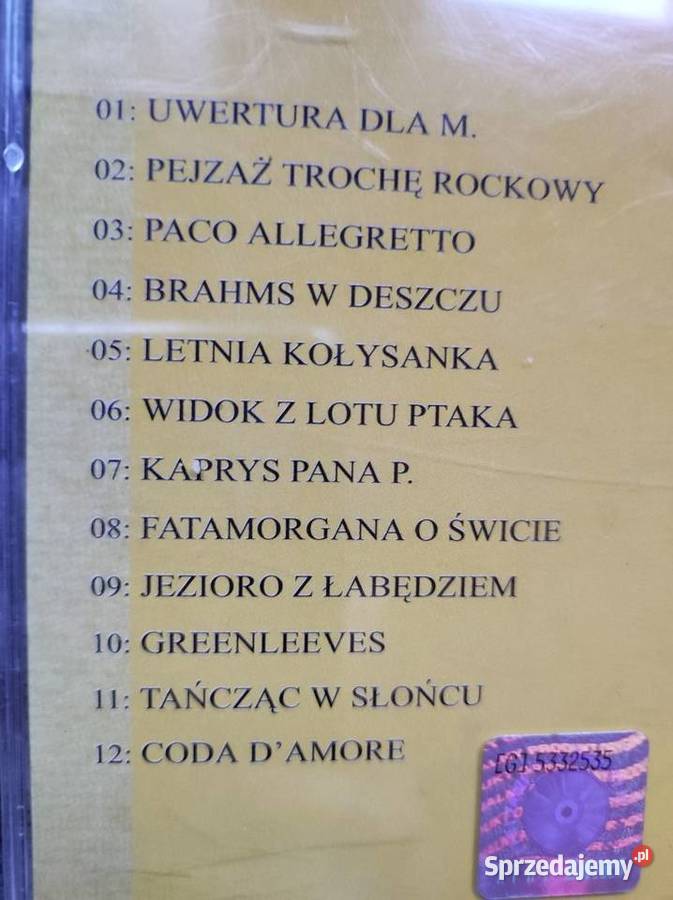 01: UWERTURA DLA M.
02: PEJZAŻ TROCHĘ ROCKOWY
03: PACO ALLEGRETTO
04: BRAHMS W DESZCZU
05: LETNIA KOŁYSANKA
06: WIDOK Z LOTU PTAKA
07: KAPRYS PANA P.
08: FATAMORGANA O ŚWICIE
09: JEZIORO Z ŁABĘDZIEM
10: GREENLEEVES
11: TAŃCZĄC W SŁOŃCU
12: CODA D'AMORE
[G] 5332535
Sprzedajemy.pl